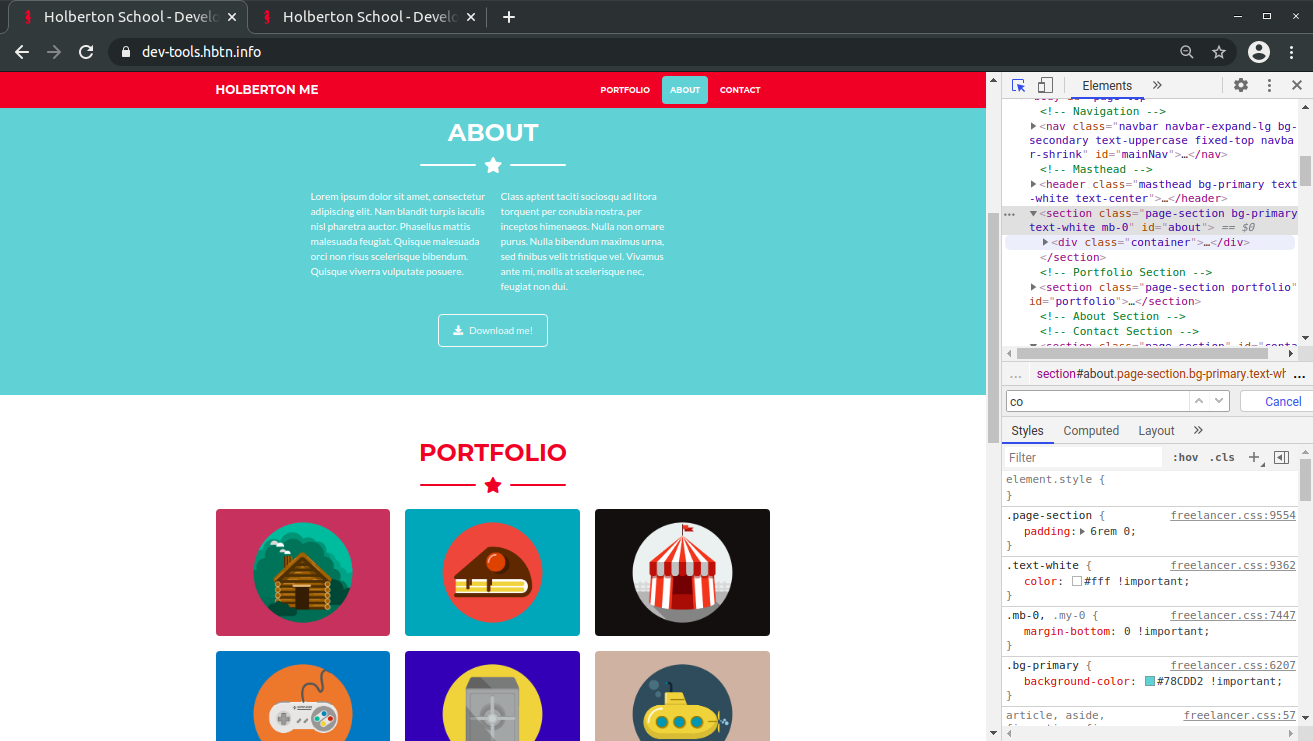 Holberton School - Develo
Holberton School - Develo
dev-tools.hbtn.info
HOLBERTON ME
PORTFOLIO
ABOUT
CONTACT
ABOUT
Lorem ipsum dolor sit amet, consectetur
adipiscing elit. Nam blandit turpis iaculis
nisl pharetra auctor. Phasellus mattis
malesuada feugiat. Quisque malesuada
orci non risus scelerisque bibendum.
Quisque viverra vulputate posuere.
Class aptent taciti sociosqu ad litora
torquent per conubia nostra, per
inceptos himenaeos. Nulla non ornare
purus. Nulla bibendum maximus urna,
sed finibus velit tristique vel. Vivamus
ante mi, mollis at scelerisque nec,
feugiat non dui.
Download me!
PORTFOLIO
Elements
<!-- Navigation -->
<nav class="navbar navbar-expand-lg bg-
secondary text-uppercase fixed-top navba
r-shrink" id="mainNav">…</nav>
<!-- Masthead -->
<header class="masthead bg-primary text
-white text-center">…</header>
<section class="page-section bg-primary
text-white mb-0" id="about"> == $0
<div class="container">…</div>
</section>
<!-- Portfolio Section -->
<section class="page-section portfolio"
id="portfolio">…</section>
<!-- About Section -->
<!-- Contact Section -->
<section class="page-section" id="conta
... section#about.page-section.bg-primary.text-wh ...
co
Cancel
Styles Computed Layout
Filter
:hov .cls
element.style {
}
.page-section { freelancer.css:9554
padding: 6rem 0;
}
.text-white { freelancer.css:9362
color: #fff !important;
}
.mb-0, .my-0 { freelancer.css:7447
margin-bottom: 0 !important;
}
.bg-primary { freelancer.css:6207
background-color: #78CDD2 !important;
}
article, aside, freelancer.css:57